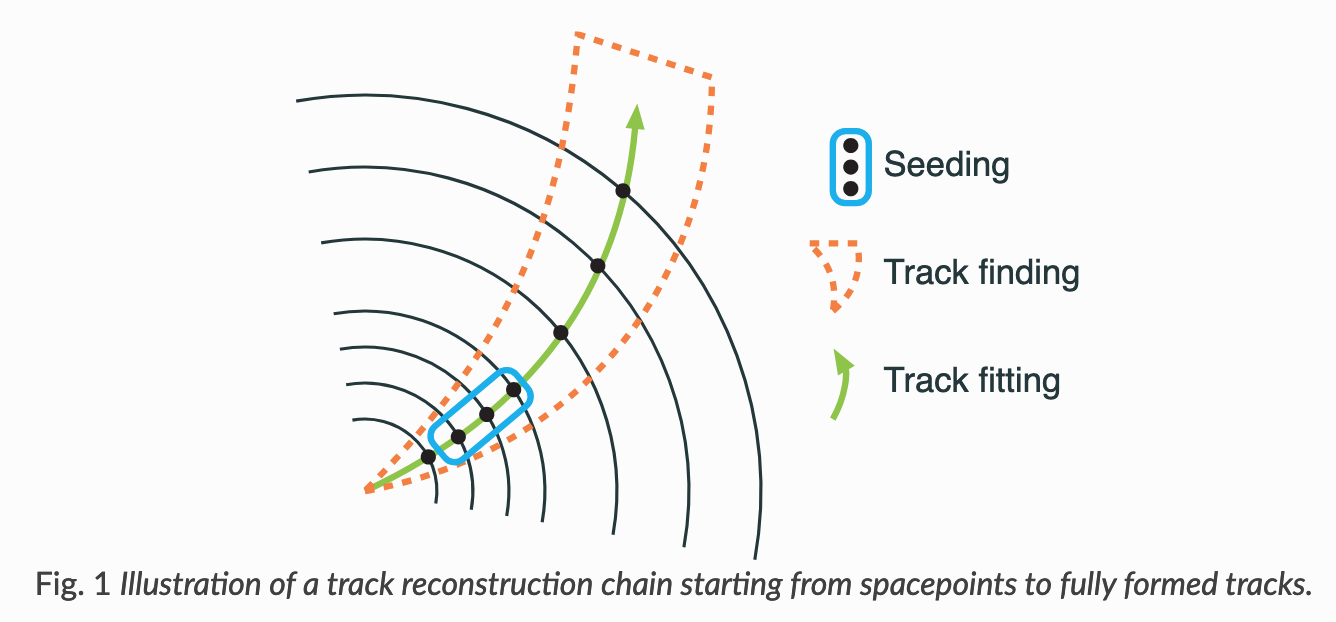 Seeding
Track finding
Track fitting
Fig. 1 Illustration of a track reconstruction chain starting from spacepoints to fully formed tracks.